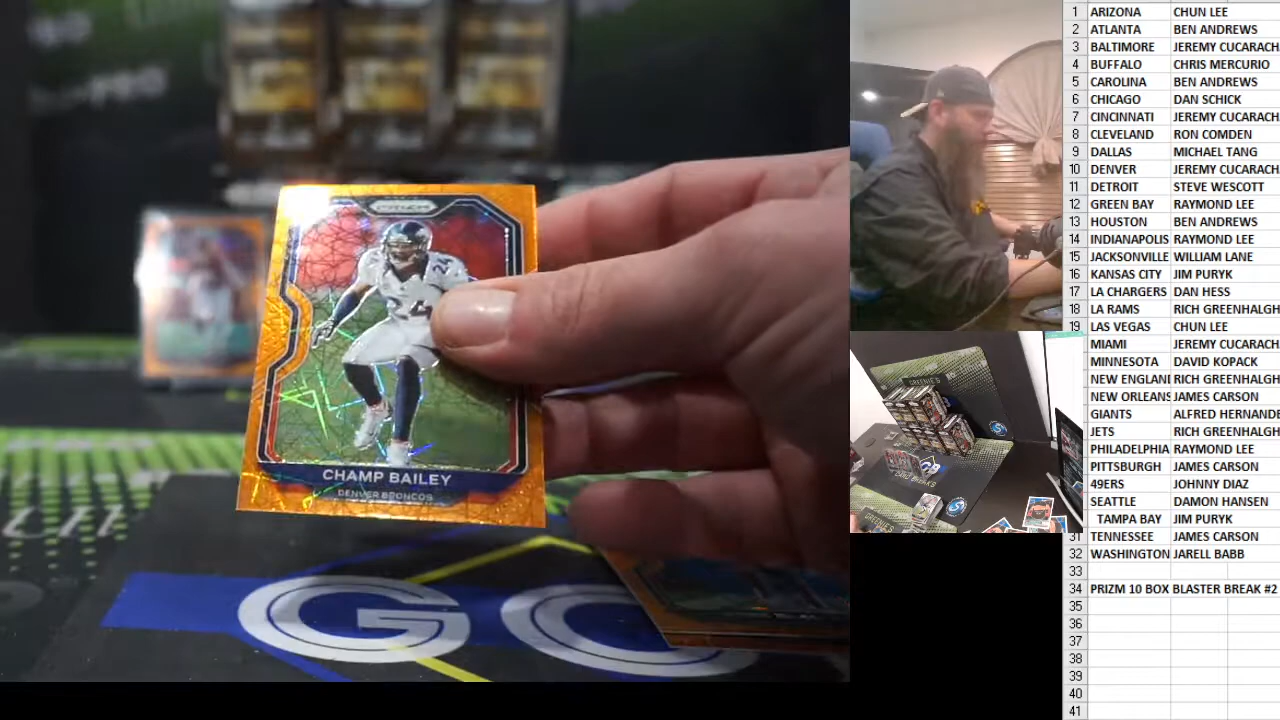 PRIZM
24
24
CHAMP BAILEY
DENVER BRONCOS
GO
GREENIE'S
CARD BREAKS
1 ARIZONA CHUN LEE
2 ATLANTA BEN ANDREWS
3 BALTIMORE JEREMY CUCARACH
4 BUFFALO CHRIS MERCURIO
5 CAROLINA BEN ANDREWS
6 CHICAGO DAN SCHICK
7 CINCINNATI JEREMY CUCARACH
8 CLEVELAND RON COMDEN
9 DALLAS MICHAEL TANG
10 DENVER JEREMY CUCARACH
11 DETROIT STEVE WESCOTT
12 GREEN BAY RAYMOND LEE
13 HOUSTON BEN ANDREWS
14 INDIANAPOLIS RAYMOND LEE
15 JACKSONVILLE WILLIAM LANE
16 KANSAS CITY JIM PURYK
17 LA CHARGERS DAN HESS
18 LA RAMS RICH GREENHALGH
19 LAS VEGAS CHUN LEE
MIAMI JEREMY CUCARACH
MINNESOTA DAVID KOPACK
NEW ENGLAND RICH GREENHALGH
NEW ORLEANS JAMES CARSON
GIANTS ALFRED HERNANDE
JETS RICH GREENHALGH
PHILADELPHIA RAYMOND LEE
PITTSBURGH JAMES CARSON
49ERS JOHNNY DIAZ
SEATTLE DAMON HANSEN
TAMPA BAY JIM PURYK
31 TENNESSEE JAMES CARSON
32 WASHINGTON JARELL BABB
33
34 PRIZM 10 BOX BLASTER BREAK #2
35
36
37
38
39
40
41